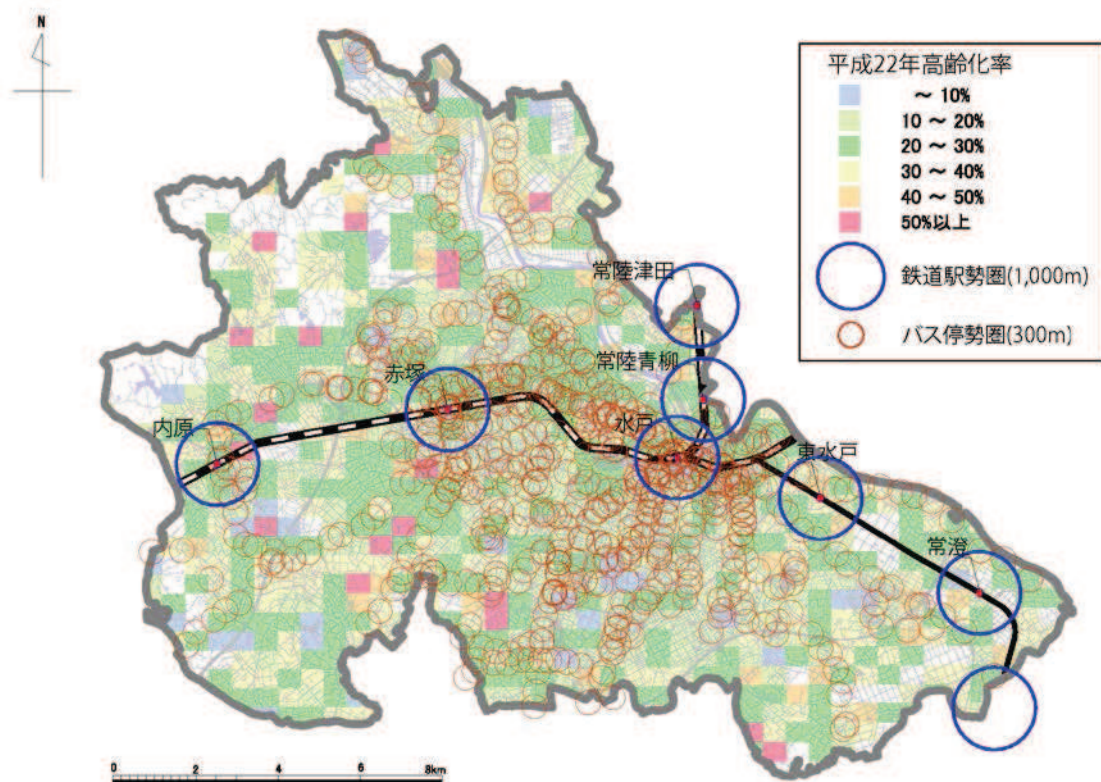 N
平成22年高齢化率
～ 10%
10 ～ 20%
20 ～ 30%
30 ～ 40%
40 ～ 50%
50%以上
鉄道駅勢圏(1,000m)
バス停勢圏(300m)
常陸津田
常陸青柳
赤塚
水戸
内原
東水戸
常澄
0 2 4 6 8km